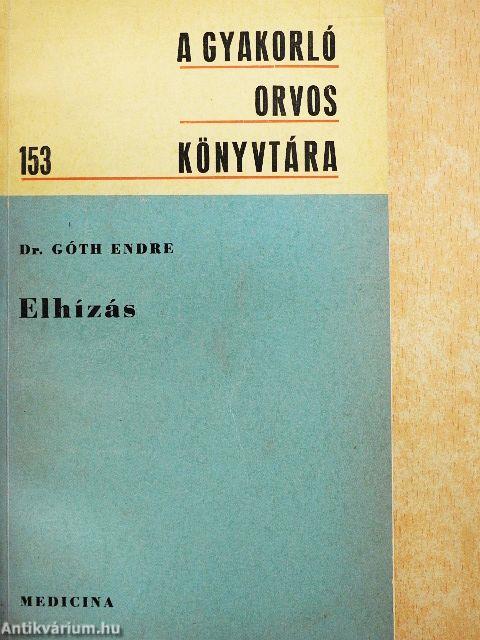 A GYAKORLÓ
ORVOS
153 KÖNYVTÁRA
Dr. GÓTH ENDRE
Elhízás
MEDICINA
Antikvárium.hu